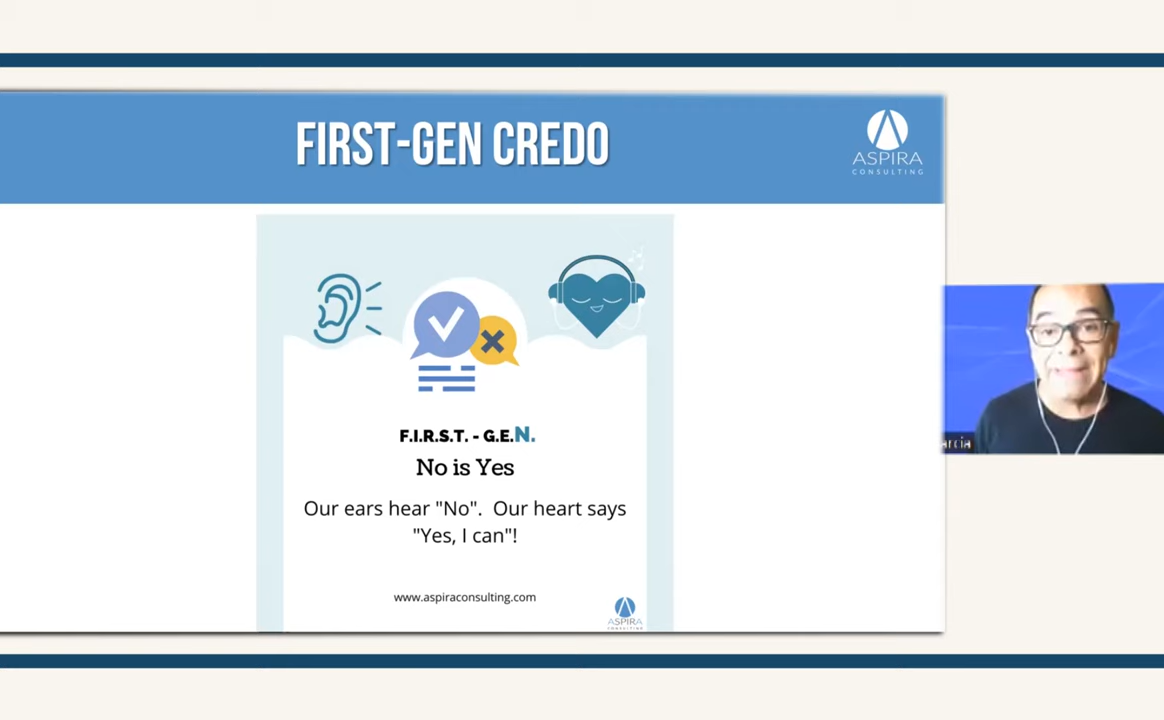 FIRST-GEN CREDO
ASPIRA
CONSULTING
F.I.R.S.T. - G.E.N.
No is Yes
Our ears hear "No".  Our heart says
"Yes, I can"!
www.aspiraconsulting.com
ASPIRA
CONSULTING